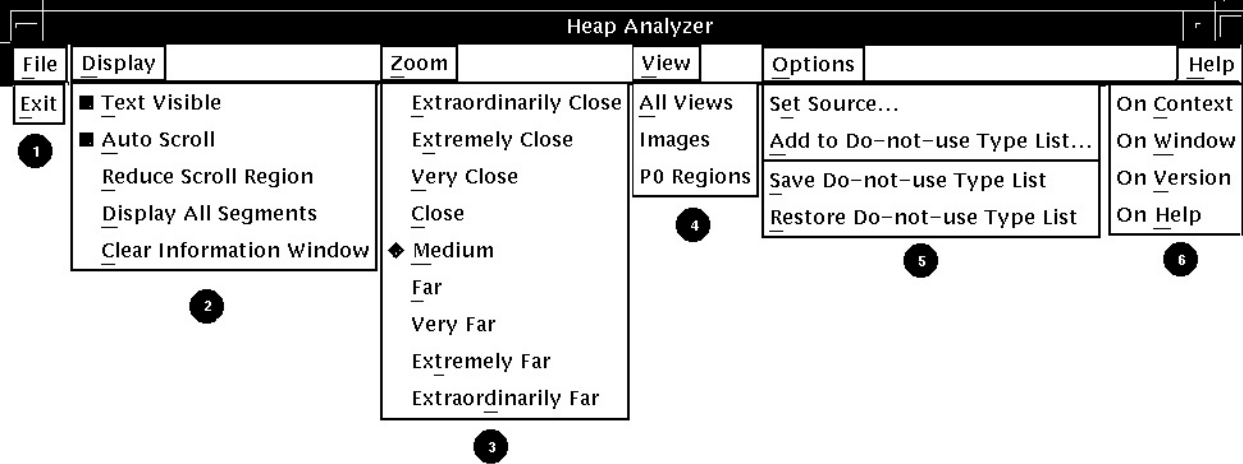 Heap Analyzer
File Display Zoom View Options Help
Exit
1
Text Visible
Auto Scroll
Reduce Scroll Region
Display All Segments
Clear Information Window
2
Extraordinarily Close
Extremely Close
Very Close
Close
Medium
Far
Very Far
Extremely Far
Extraordinarily Far
3
All Views
Images
P0 Regions
4
Set Source...
Add to Do-not-use Type List...
Save Do-not-use Type List
Restore Do-not-use Type List
5
On Context
On Window
On Version
On Help
6